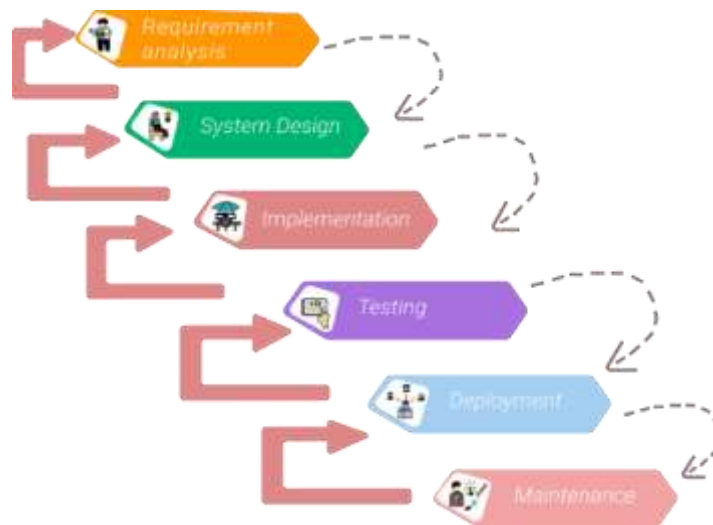 Requirement
analysis
System Design
Implementation
Testing
Deployment
Maintenance